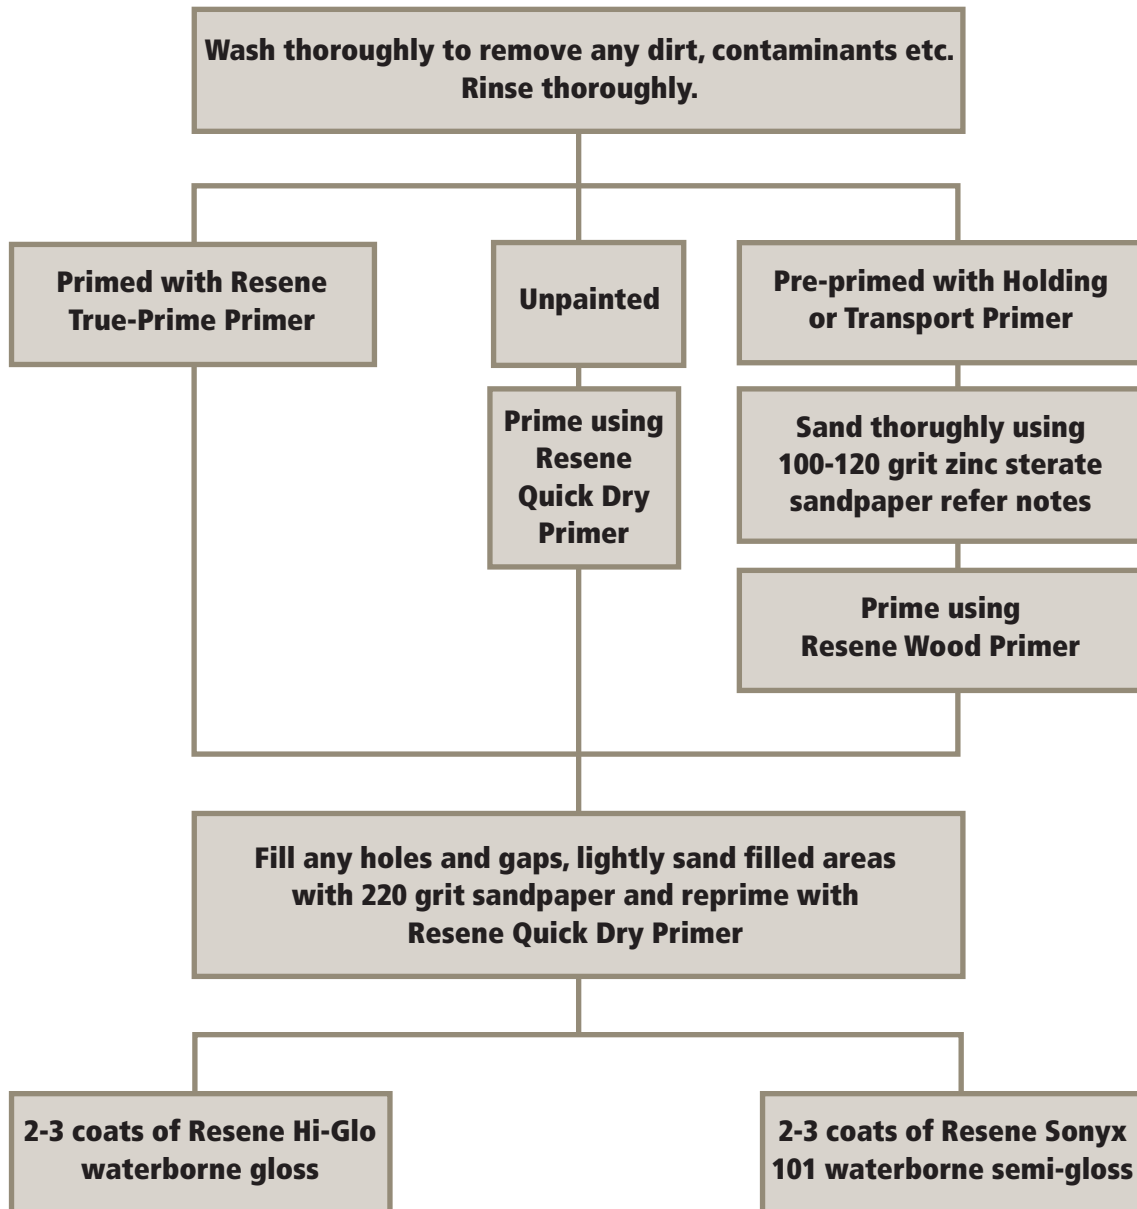 Wash thoroughly to remove any dirt, contaminants etc.
Rinse thoroughly.
Primed with Resene
True-Prime Primer
Unpainted
Prime using
Resene
Quick Dry
Primer
Pre-primed with Holding
or Transport Primer
Sand thorughly using
100-120 grit zinc sterate
sandpaper refer notes
Prime using
Resene Wood Primer
Fill any holes and gaps, lightly sand filled areas
with 220 grit sandpaper and reprime with
Resene Quick Dry Primer
2-3 coats of Resene Hi-Glo
waterborne gloss
2-3 coats of Resene Sonyx
101 waterborne semi-gloss